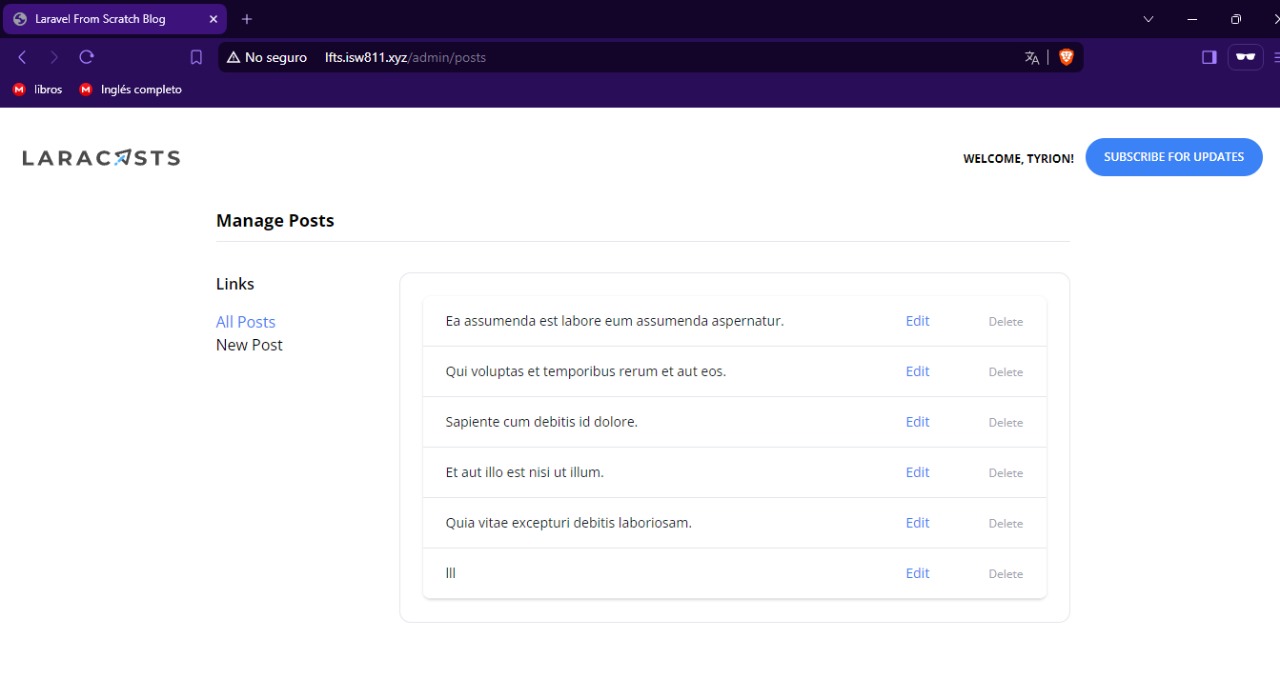 Laravel From Scratch Blog
No seguro lfts.isw811.xyz/admin/posts
libros Inglés completo
LARACASTS
WELCOME, TYRION! SUBSCRIBE FOR UPDATES
Manage Posts
Links
All Posts
New Post
Ea assumenda est labore eum assumenda aspernatur. Edit Delete
Qui voluptas et temporibus rerum et aut eos. Edit Delete
Sapiente cum debitis id dolore. Edit Delete
Et aut illo est nisi ut illum. Edit Delete
Quia vitae excepturi debitis laboriosam. Edit Delete
lll Edit Delete